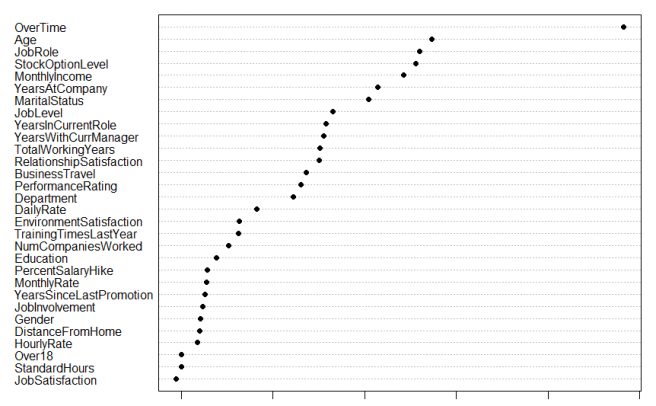 OverTime
Age
JobRole
StockOptionLevel
MonthlyIncome
YearsAtCompany
MaritalStatus
JobLevel
YearsInCurrentRole
YearsWithCurrManager
TotalWorkingYears
RelationshipSatisfaction
BusinessTravel
PerformanceRating
Department
DailyRate
EnvironmentSatisfaction
TrainingTimesLastYear
NumCompaniesWorked
Education
PercentSalaryHike
MonthlyRate
YearsSinceLastPromotion
JobInvolvement
Gender
DistanceFromHome
HourlyRate
Over18
StandardHours
JobSatisfaction